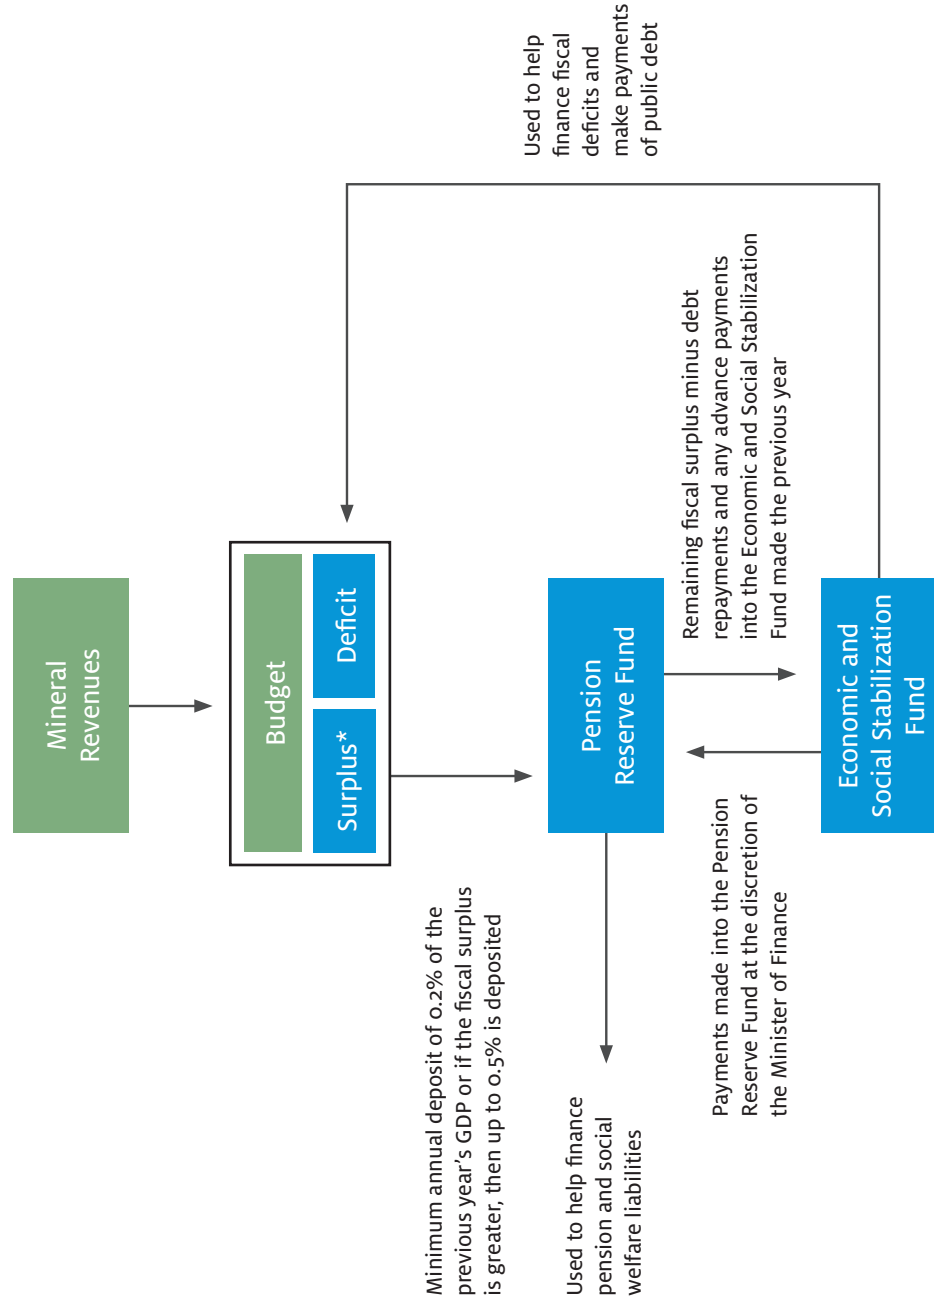 Mineral
Revenues
Budget
Surplus*
Deficit
Minimum annual deposit of 0.2% of the
previous year's GDP or if the fiscal surplus
is greater, then up to 0.5% is deposited
Used to help
finance fiscal
deficits and
make payments
of public debt
Pension
Reserve Fund
Used to help finance
pension and social
welfare liabilities
Remaining fiscal surplus minus debt
repayments and any advance payments
into the Economic and Social Stabilization
Fund made the previous year
Payments made into the Pension
Reserve Fund at the discretion of
the Minister of Finance
Economic and
Social Stabilization
Fund